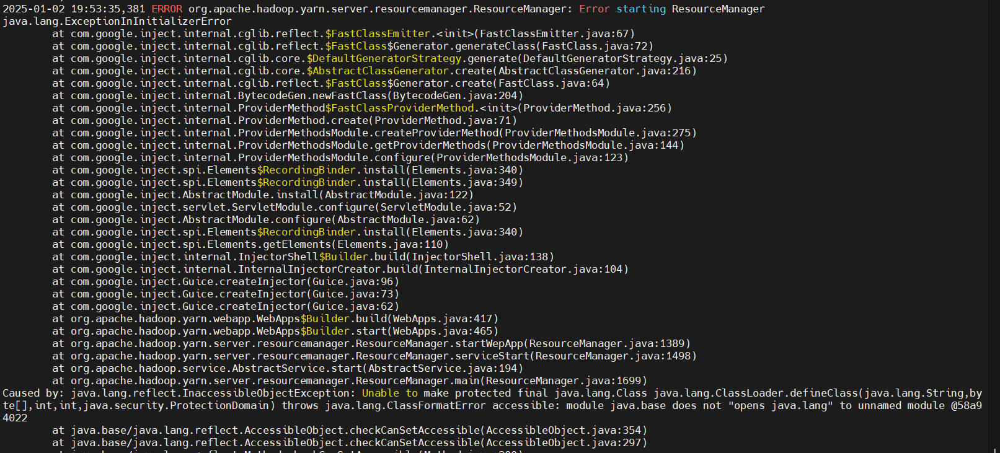 2025-01-02 19:53:35,381 ERROR org.apache.hadoop.yarn.server.resourcemanager.ResourceManager: Error starting ResourceManager
java.lang.ExceptionInInitializerError
        at com.google.inject.internal.cglib.reflect.$FastClassEmitter.<init>(FastClassEmitter.java:67)
        at com.google.inject.internal.cglib.reflect.$FastClass$Generator.generateClass(FastClass.java:72)
        at com.google.inject.internal.cglib.core.$DefaultGeneratorStrategy.generate(DefaultGeneratorStrategy.java:25)
        at com.google.inject.internal.cglib.core.$AbstractClassGenerator.create(AbstractClassGenerator.java:216)
        at com.google.inject.internal.cglib.reflect.$FastClass$Generator.create(FastClass.java:64)
        at com.google.inject.internal.BytecodeGen.newFastClass(BytecodeGen.java:204)
        at com.google.inject.internal.ProviderMethod$FastClassProviderMethod.<init>(ProviderMethod.java:256)
        at com.google.inject.internal.ProviderMethod.create(ProviderMethod.java:71)
        at com.google.inject.internal.ProviderMethodsModule.createProviderMethod(ProviderMethodsModule.java:275)
        at com.google.inject.internal.ProviderMethodsModule.getProviderMethods(ProviderMethodsModule.java:144)
        at com.google.inject.internal.ProviderMethodsModule.configure(ProviderMethodsModule.java:123)
        at com.google.inject.spi.Elements$RecordingBinder.install(Elements.java:340)
        at com.google.inject.spi.Elements$RecordingBinder.install(Elements.java:349)
        at com.google.inject.AbstractModule.install(AbstractModule.java:122)
        at com.google.inject.servlet.ServletModule.configure(ServletModule.java:52)
        at com.google.inject.AbstractModule.configure(AbstractModule.java:62)
        at com.google.inject.spi.Elements$RecordingBinder.install(Elements.java:340)
        at com.google.inject.spi.Elements.getElements(Elements.java:110)
        at com.google.inject.internal.InjectorShell$Builder.build(InjectorShell.java:138)
        at com.google.inject.internal.InternalInjectorCreator.build(InternalInjectorCreator.java:104)
        at com.google.inject.Guice.createInjector(Guice.java:96)
        at com.google.inject.Guice.createInjector(Guice.java:73)
        at com.google.inject.Guice.createInjector(Guice.java:62)
        at org.apache.hadoop.yarn.webapp.WebApps$Builder.build(WebApps.java:417)
        at org.apache.hadoop.yarn.webapp.WebApps$Builder.start(WebApps.java:465)
        at org.apache.hadoop.yarn.server.resourcemanager.ResourceManager.startWepApp(ResourceManager.java:1389)
        at org.apache.hadoop.yarn.server.resourcemanager.ResourceManager.serviceStart(ResourceManager.java:1498)
        at org.apache.hadoop.service.AbstractService.start(AbstractService.java:194)
        at org.apache.hadoop.yarn.server.resourcemanager.ResourceManager.main(ResourceManager.java:1699)
Caused by: java.lang.reflect.InaccessibleObjectException: Unable to make protected final java.lang.Class java.lang.ClassLoader.defineClass(java.lang.String,by
te[],int,int,java.security.ProtectionDomain) throws java.lang.ClassFormatError accessible: module java.base does not "opens java.lang" to unnamed module @58a9
4022
        at java.base/java.lang.reflect.AccessibleObject.checkCanSetAccessible(AccessibleObject.java:354)
        at java.base/java.lang.reflect.AccessibleObject.checkCanSetAccessible(AccessibleObject.java:297)